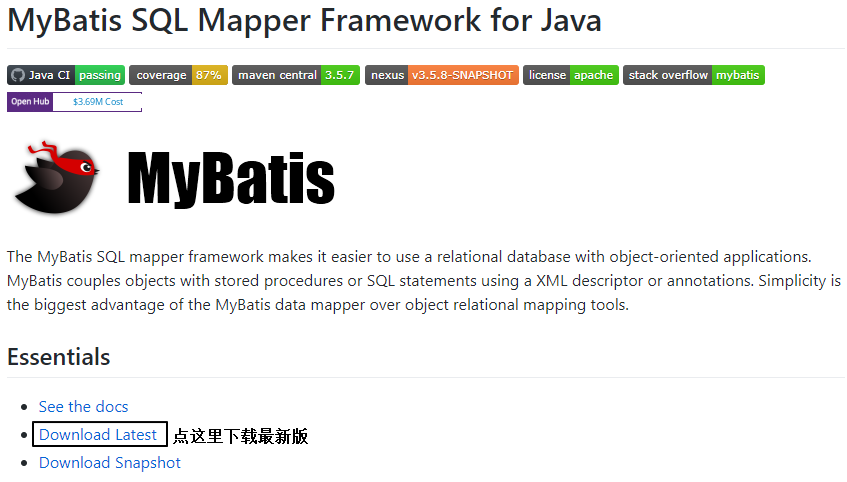 MyBatis SQL Mapper Framework for Java
Java CI passing coverage 87% maven central 3.5.7 nexus v3.5.8-SNAPSHOT license apache stack overflow mybatis
Open Hub $3.69M Cost
MyBatis
The MyBatis SQL mapper framework makes it easier to use a relational database with object-oriented applications.
MyBatis couples objects with stored procedures or SQL statements using a XML descriptor or annotations. Simplicity is
the biggest advantage of the MyBatis data mapper over object relational mapping tools.
Essentials
See the docs
Download Latest 点这里下载最新版
Download Snapshot